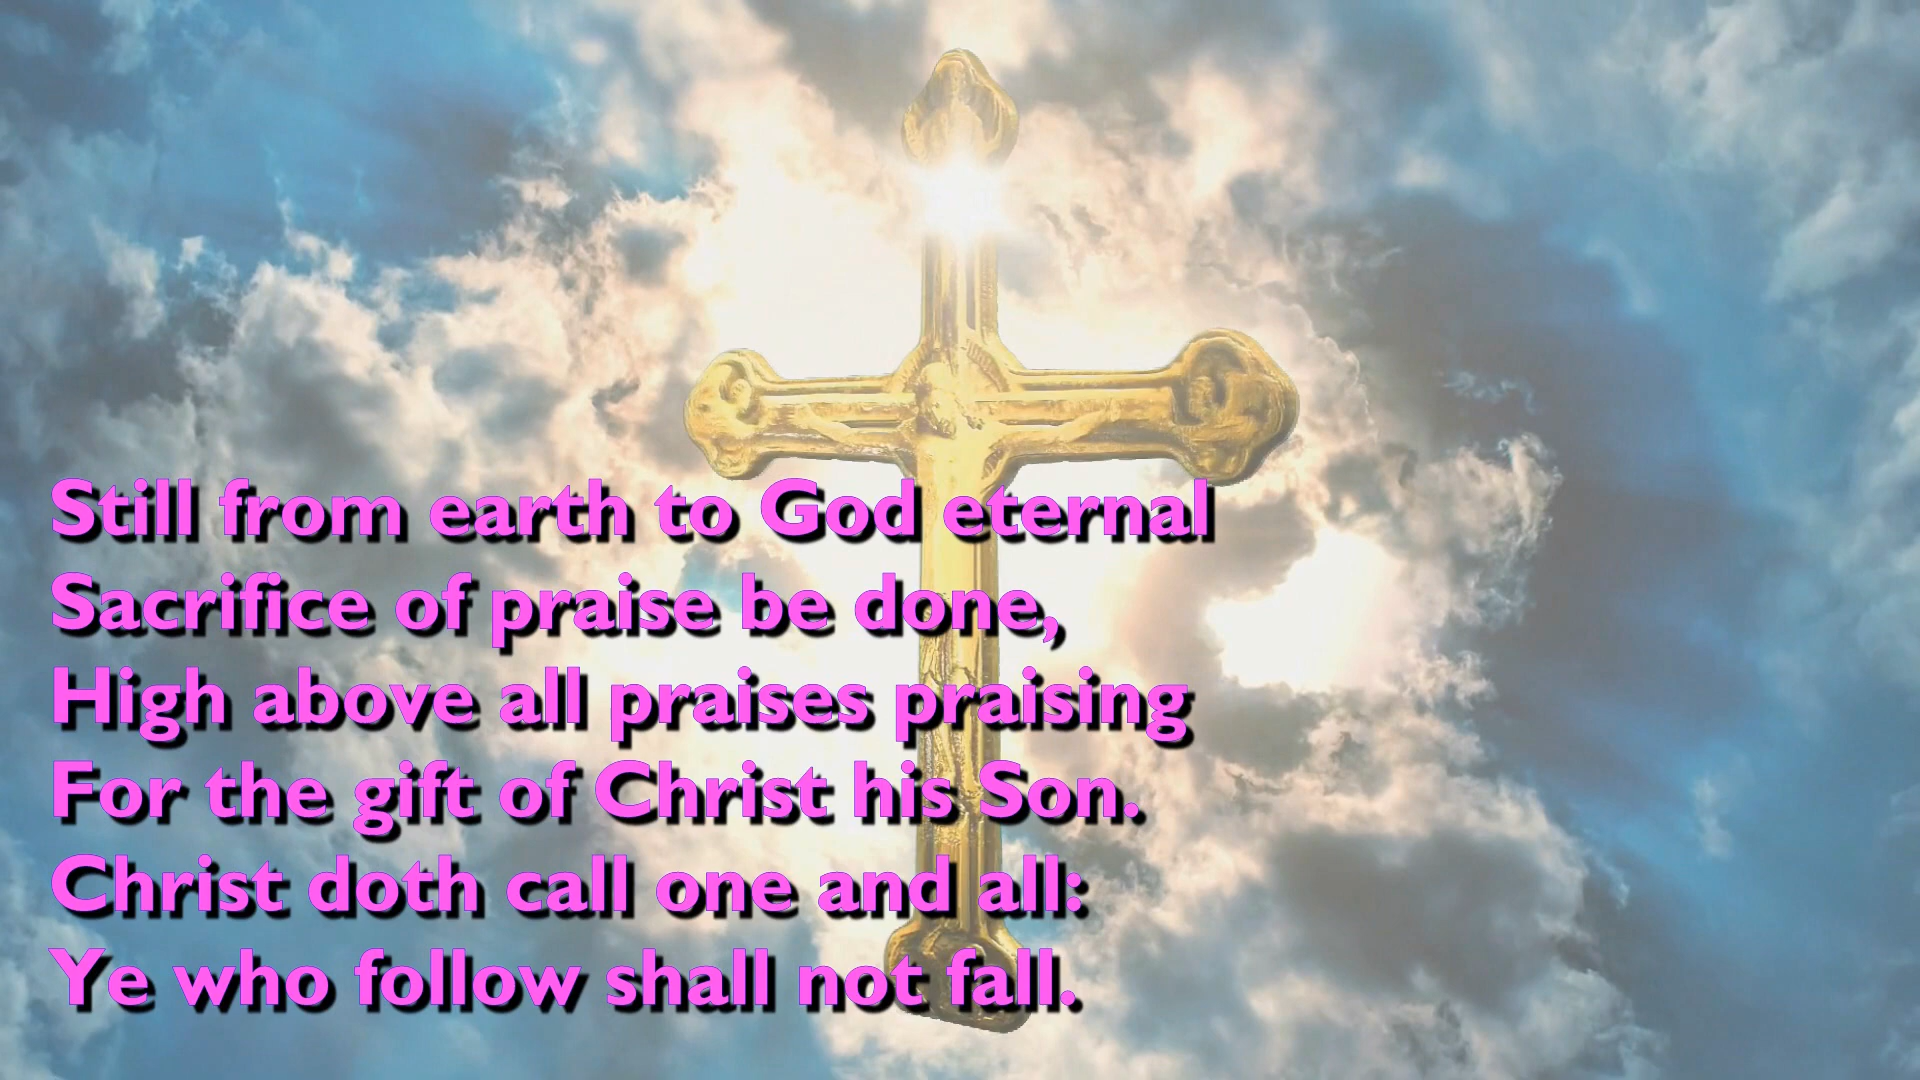 Still from earth to God eternal
Sacrifice of praise be done,
High above all praises praising
For the gift of Christ his Son.
Christ doth call one and all:
Ye who follow shall not fall.